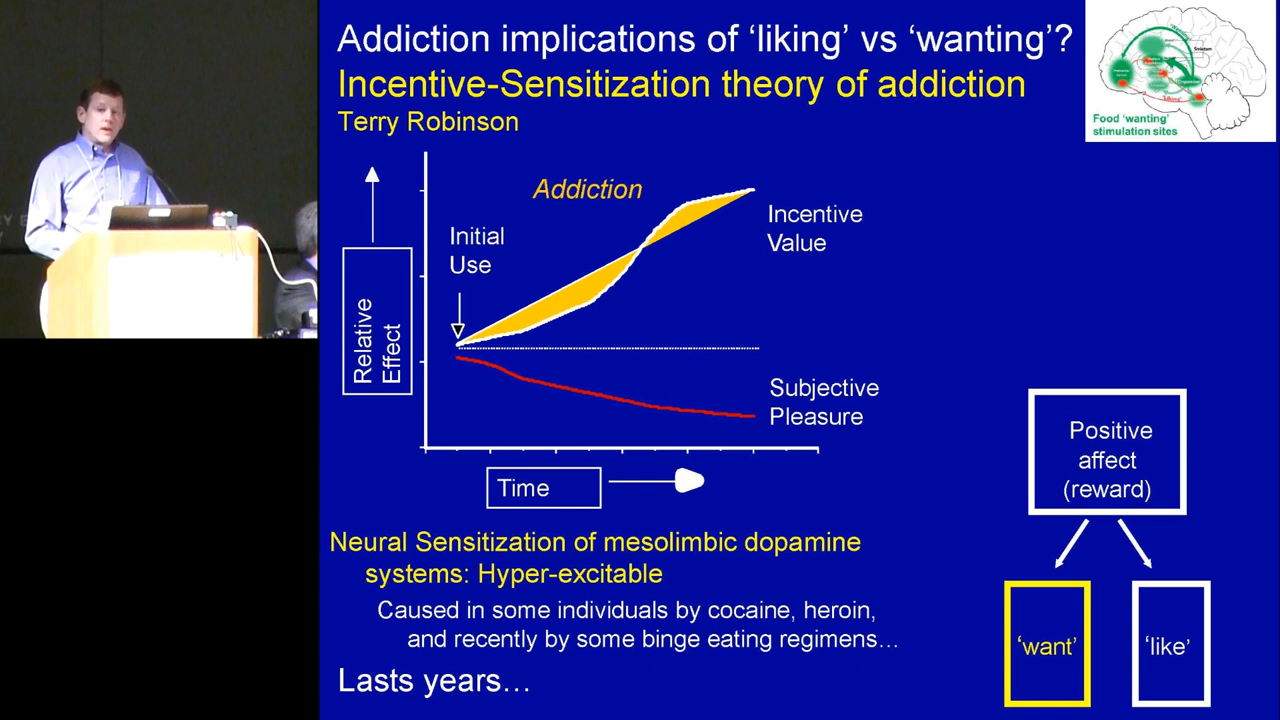 Addiction implications of ‘liking’ vs ‘wanting’?
Incentive-Sensitization theory of addiction
Terry Robinson
Striatum
'Liking'
Food ‘wanting’
stimulation sites
Addiction
Incentive
Value
Initial
Use
Relative
Effect
Subjective
Pleasure
Time
Positive
affect
(reward)
‘want’
‘like’
Neural Sensitization of mesolimbic dopamine
systems: Hyper-excitable
Caused in some individuals by cocaine, heroin,
and recently by some binge eating regimens…
Lasts years…